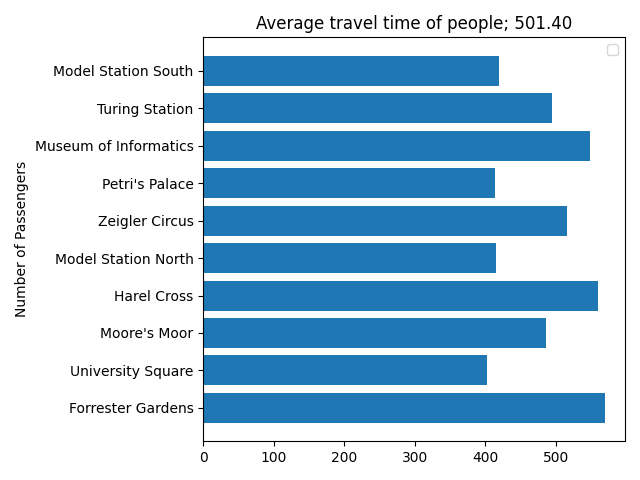 Average travel time of people; 501.40
Number of Passengers
Model Station South
Turing Station
Museum of Informatics
Petri's Palace
Zeigler Circus
Model Station North
Harel Cross
Moore's Moor
University Square
Forrester Gardens
0 100 200 300 400 500